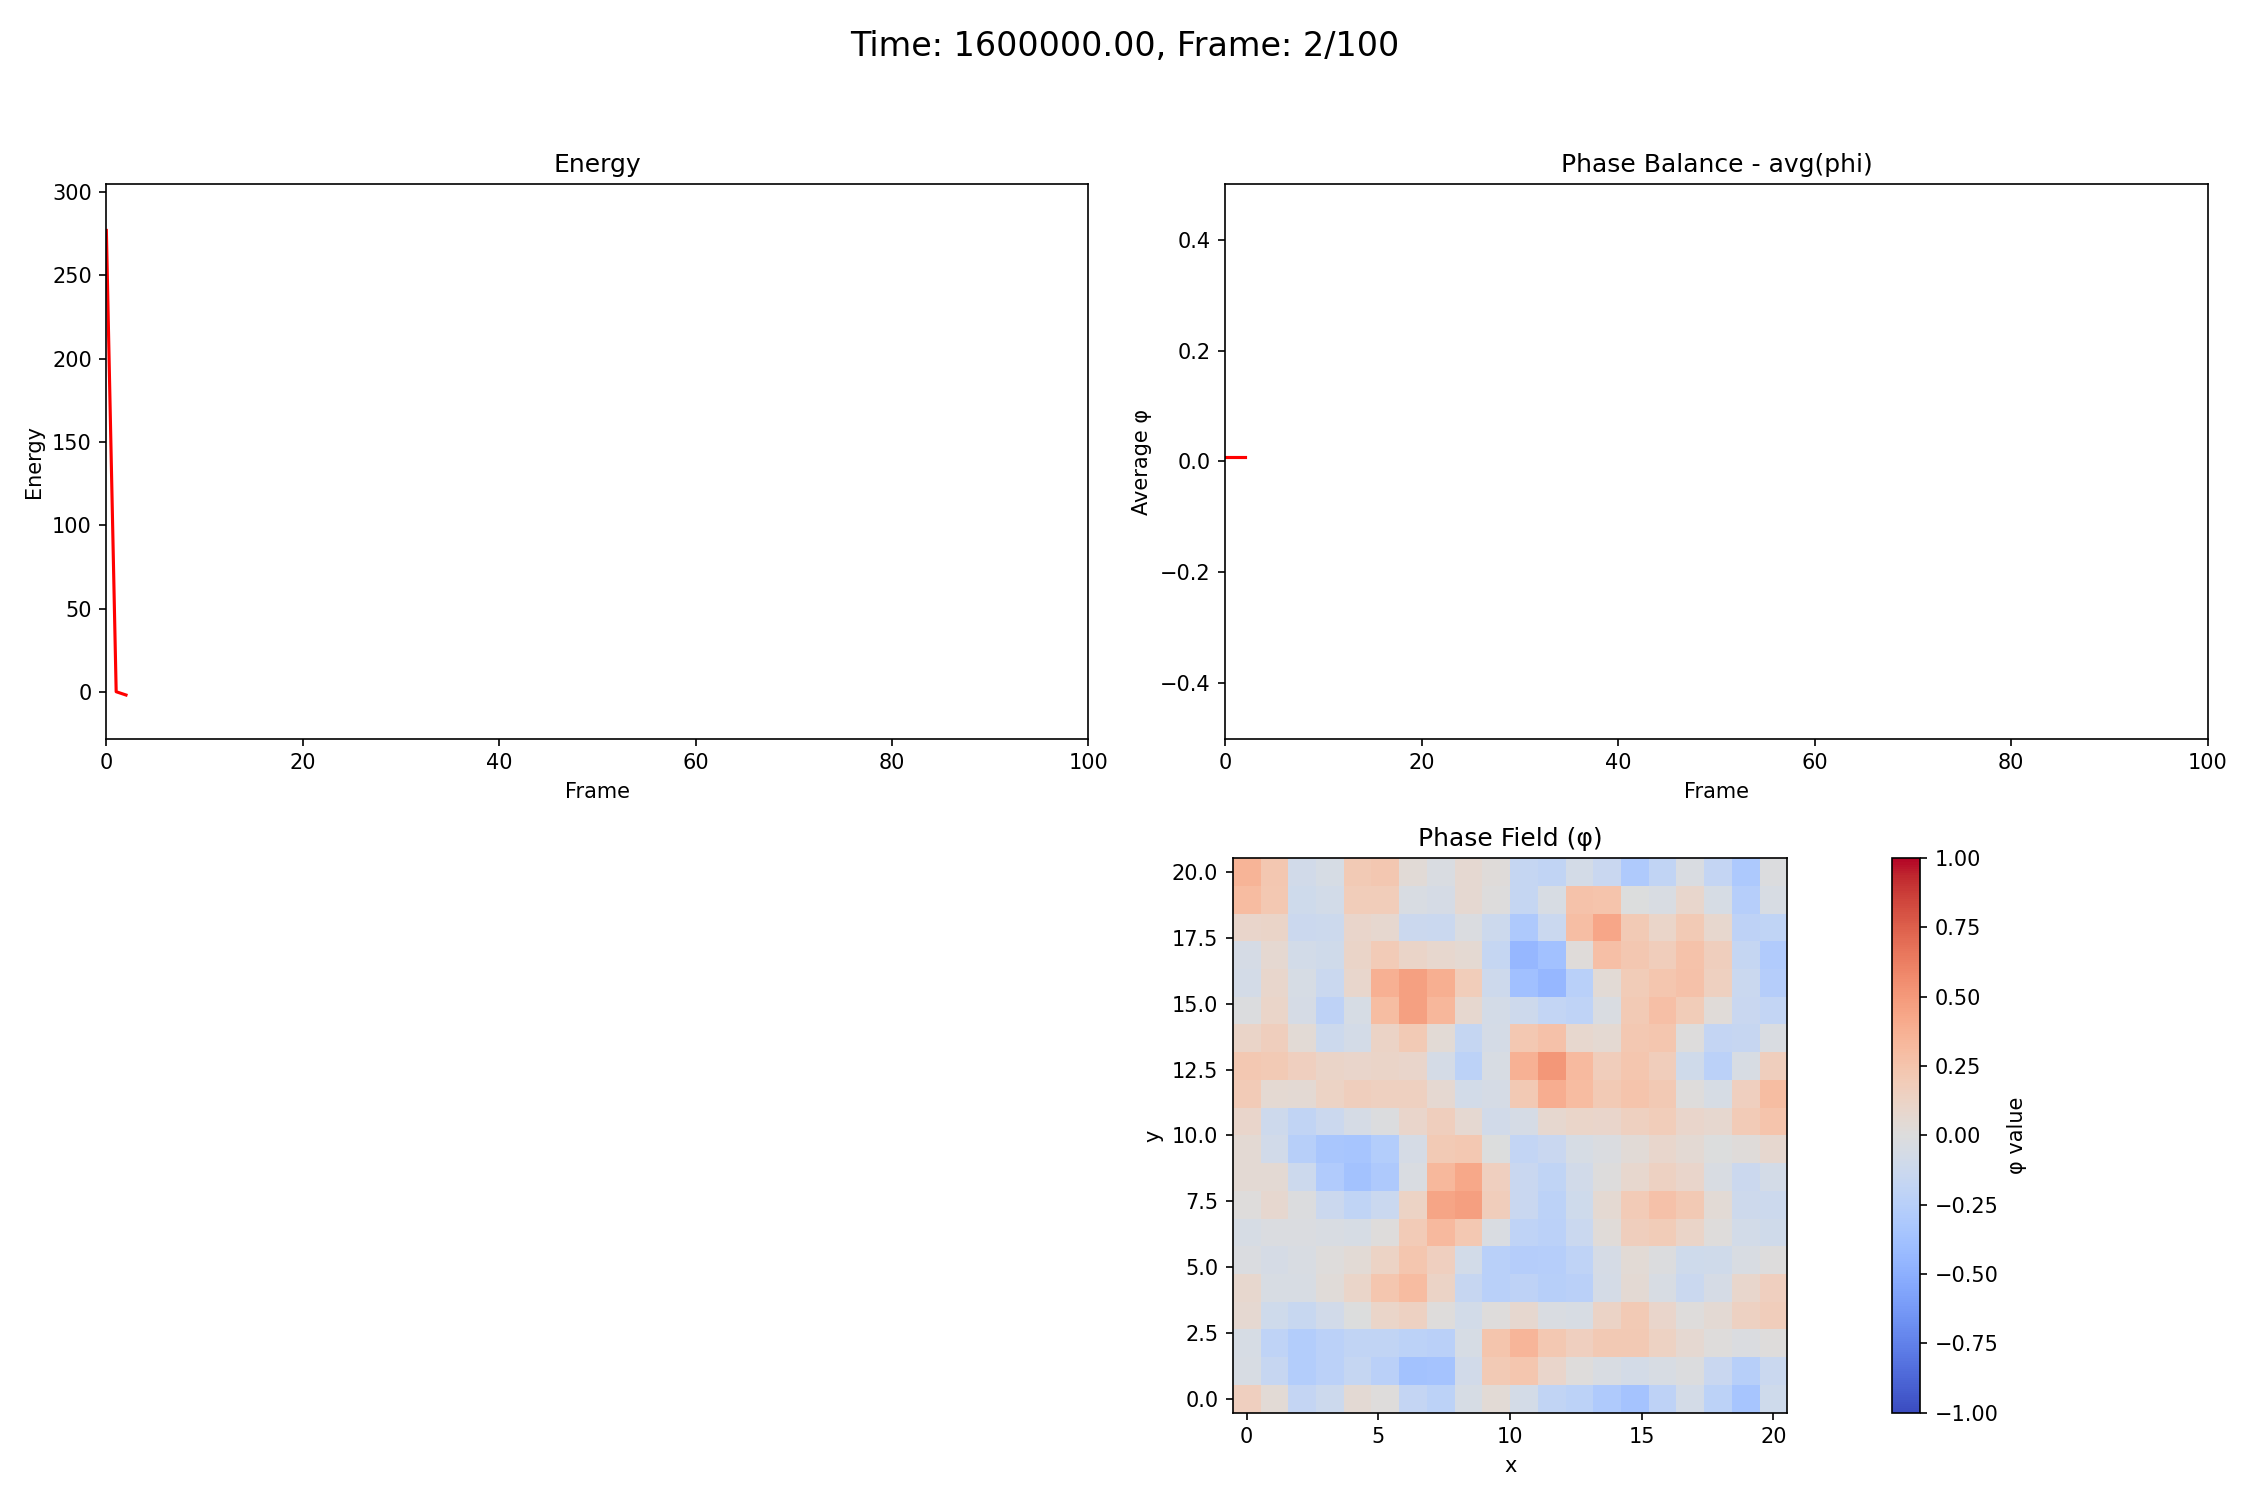 Time: 1600000.00, Frame: 2/100
Energy
300
250
200
150
100
50
0
Energy
0 20 40 60 80 100
Frame
Phase Balance - avg(phi)
0.4
0.2
0.0
−0.2
−0.4
Average φ
0 20 40 60 80 100
Frame
Phase Field (φ)
20.0
17.5
15.0
12.5
10.0
7.5
5.0
2.5
0.0
y
0 5 10 15 20
x
1.00
0.75
0.50
0.25
0.00
−0.25
−0.50
−0.75
−1.00
φ value